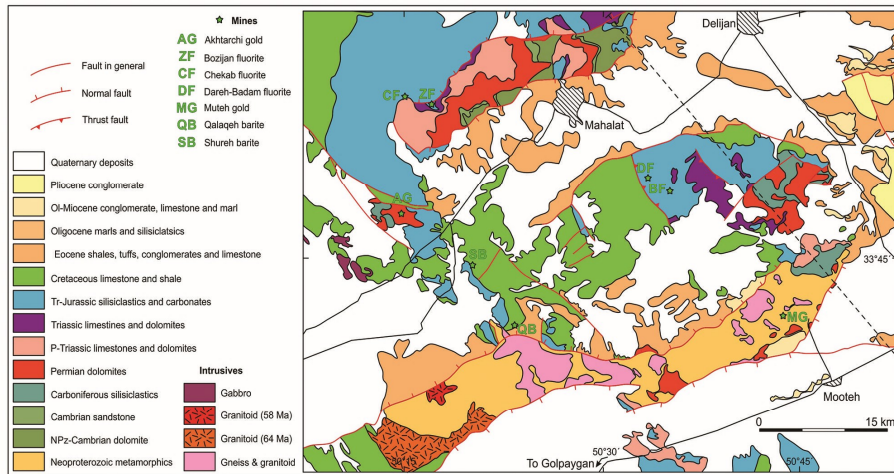 Mines
AG Akhtarchi gold
ZF Bozijan fluorite
CF Chekab fluorite
DF Dareh-Badam fluorite
MG Muteh gold
QB Qalaqeh barite
SB Shureh barite
Fault in general
Normal fault
Thrust fault
Quaternary deposits
Pliocene conglomerate
Ol-Miocene conglomerate, limestone and marl
Oligocene marls and silisiclatics
Eocene shales, tuffs, conglomerates and limestone
Cretaceous limestone and shale
Tr-Jurassic silisiclastics and carbonates
Triassic limestines and dolomites
P-Triassic limestones and dolomites
Permian dolomites
Carboniferous silisiclastics
Cambrian sandstone
NPz-Cambrian dolomite
Neoproterozoic metamorphics
Intrusives
Gabbro
Granitoid (58 Ma)
Granitoid (64 Ma)
Gneiss & granitoid
Delijan
CF
ZF
Mahalat
DF
BF
AG
SB
33°45'
QB
MG
Mooteh
0 15 km
50°15'
50°30'
To Golpaygan
50°45'